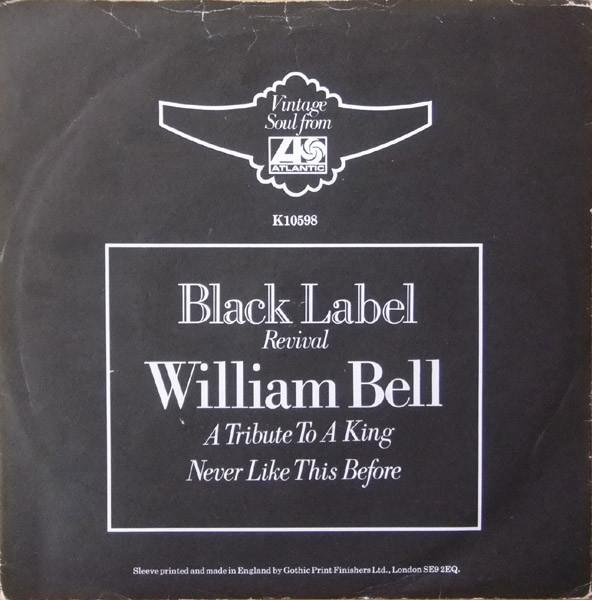 Vintage
Soul from
ATLANTIC
K10598
Black Label
Revival
William Bell
A Tribute To A King
Never Like This Before
Sleeve printed and made in England by Gothic Print Finishers Ltd., London SE9 2EQ.